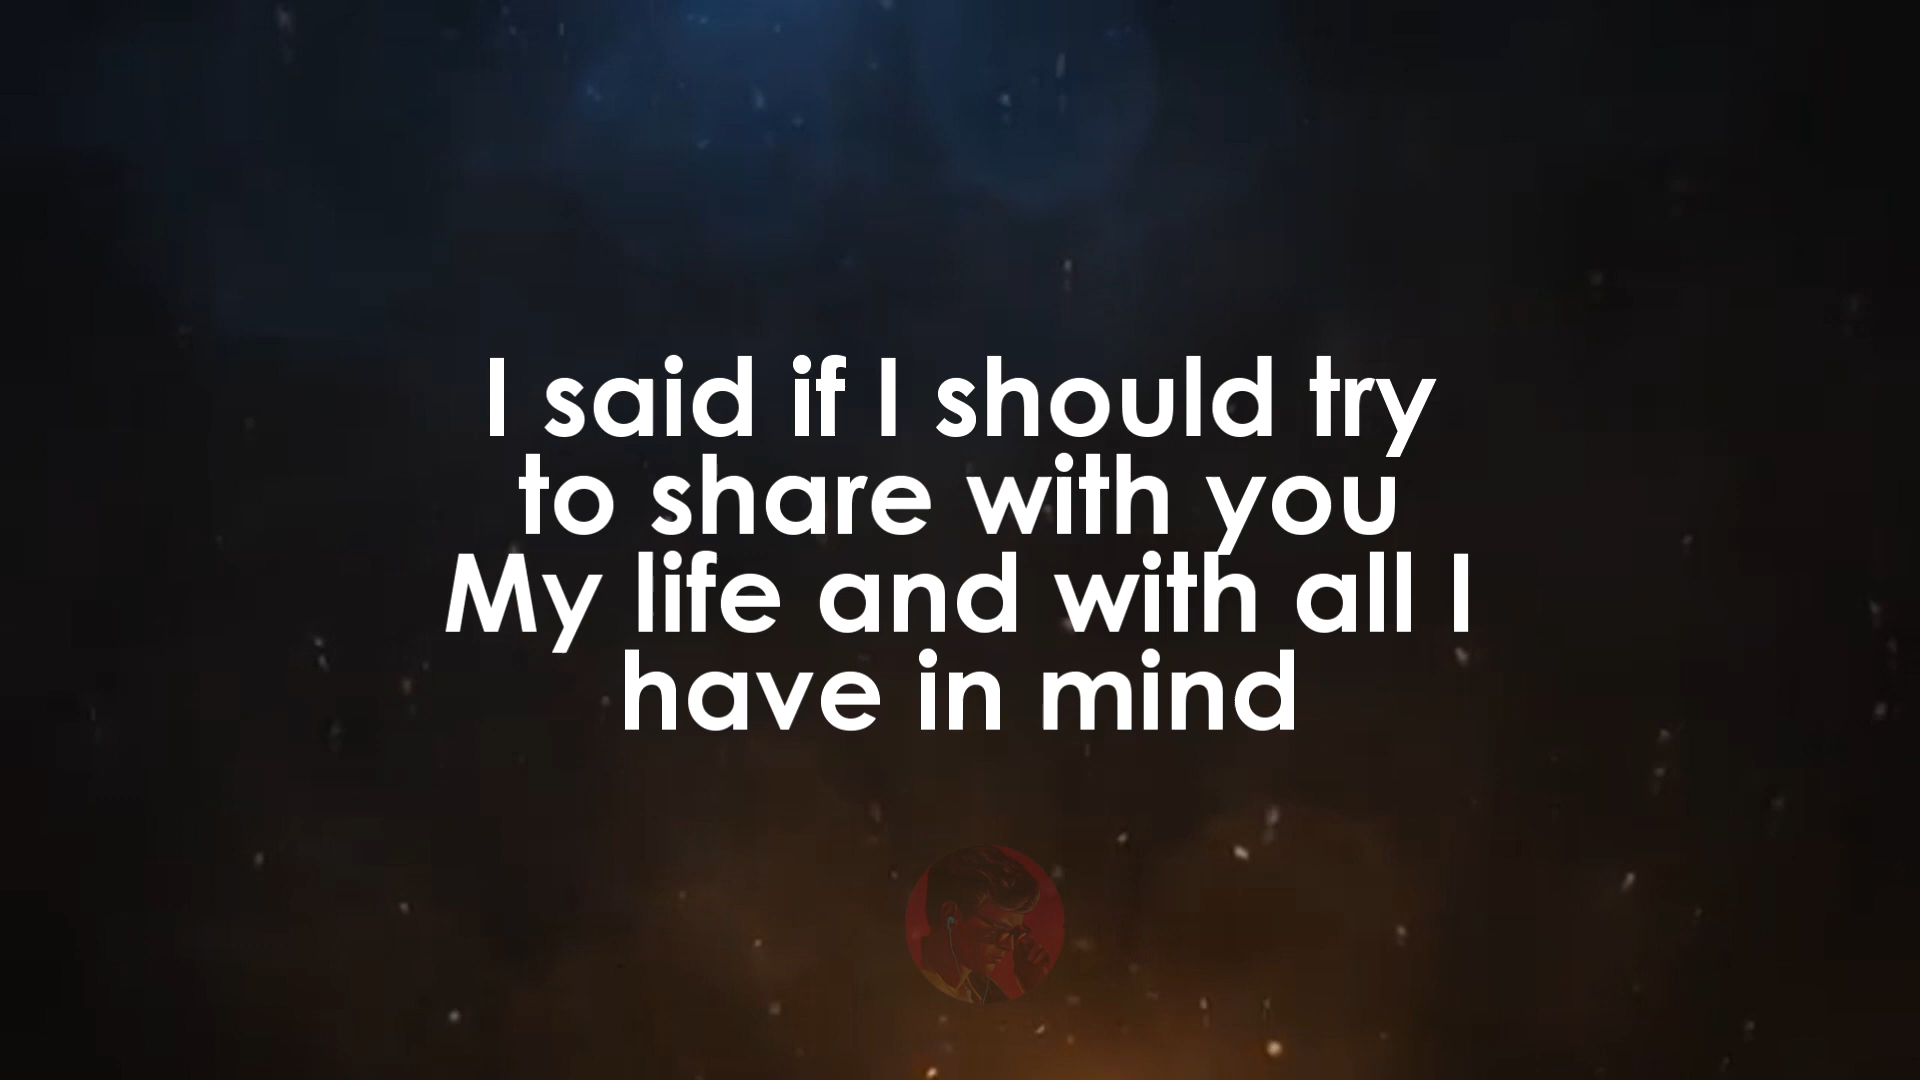 I said if I should try
to share with you
My life and with all I
have in mind